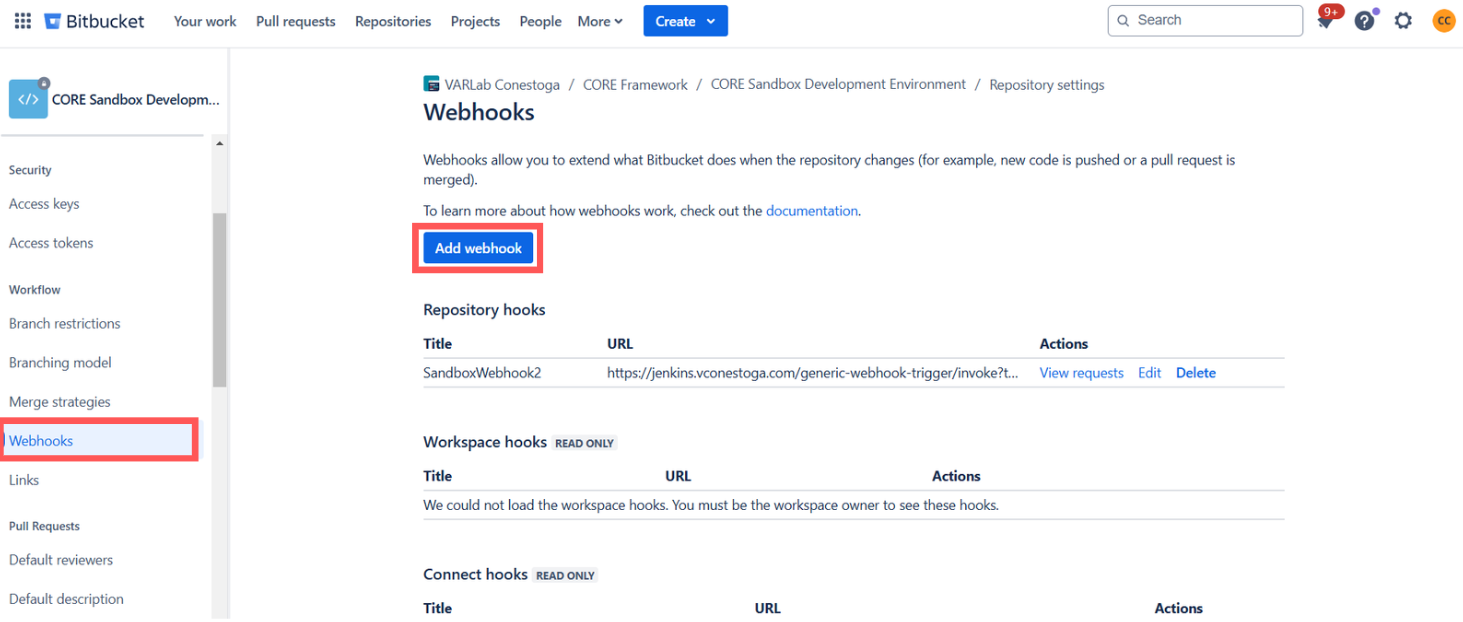 Bitbucket
Your work
Pull requests
Repositories
Projects
People
More
Create
Search
9+
CC
</> CORE Sandbox Developm...
Security
Access keys
Access tokens
Workflow
Branch restrictions
Branching model
Merge strategies
Webhooks
Links
Pull Requests
Default reviewers
Default description
VARLab Conestoga / CORE Framework / CORE Sandbox Development Environment / Repository settings
Webhooks
Webhooks allow you to extend what Bitbucket does when the repository changes (for example, new code is pushed or a pull request is
merged).
To learn more about how webhooks work, check out the documentation.
Add webhook
Repository hooks
Title URL Actions
SandboxWebhook2 https://jenkins.vconestoga.com/generic-webhook-trigger/invoke?t... View requests Edit Delete
Workspace hooks READ ONLY
Title URL Actions
We could not load the workspace hooks. You must be the workspace owner to see these hooks.
Connect hooks READ ONLY
Title URL Actions